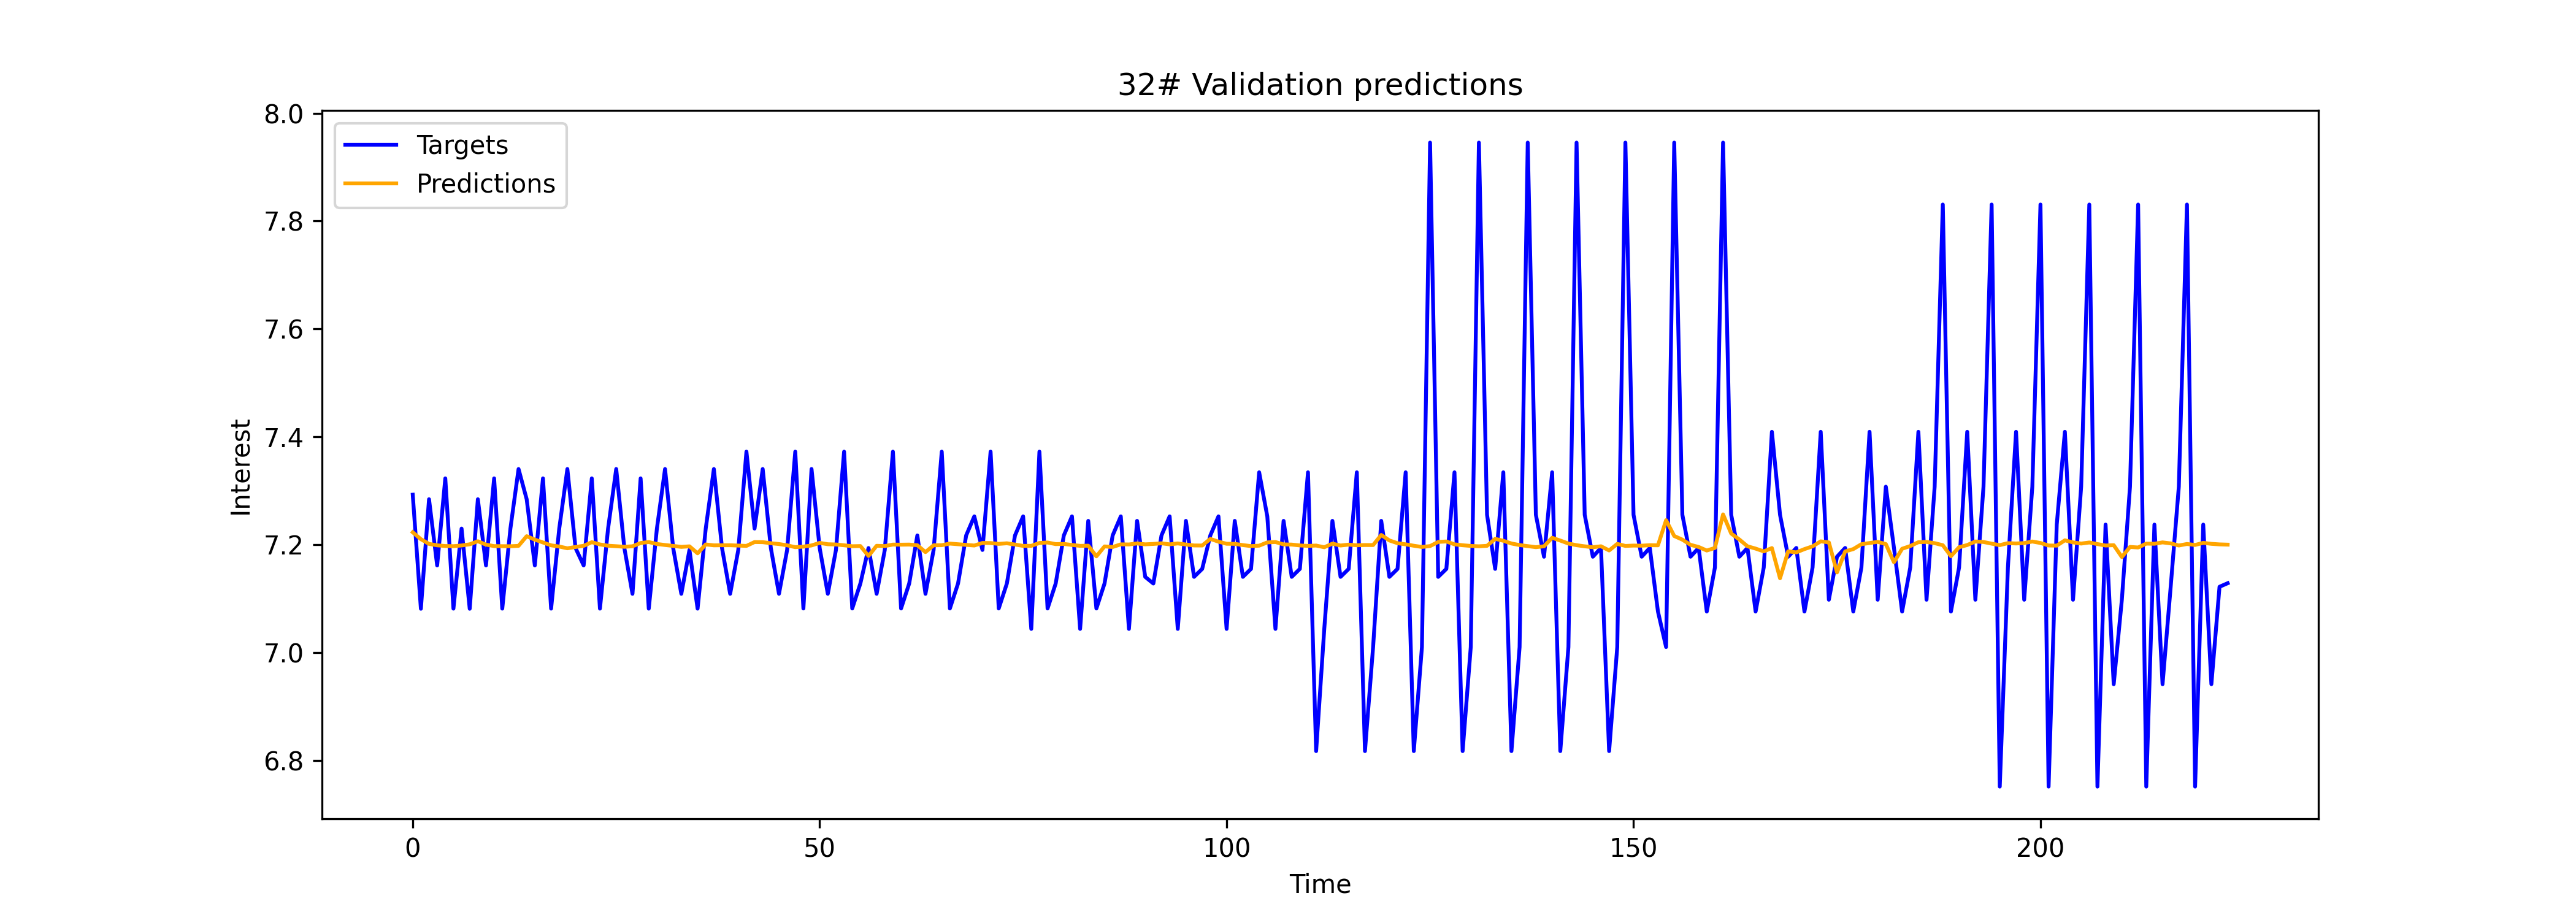 32# Validation predictions
Targets
Predictions
Interest
8.0
7.8
7.6
7.4
7.2
7.0
6.8
0
50
100
150
200
Time